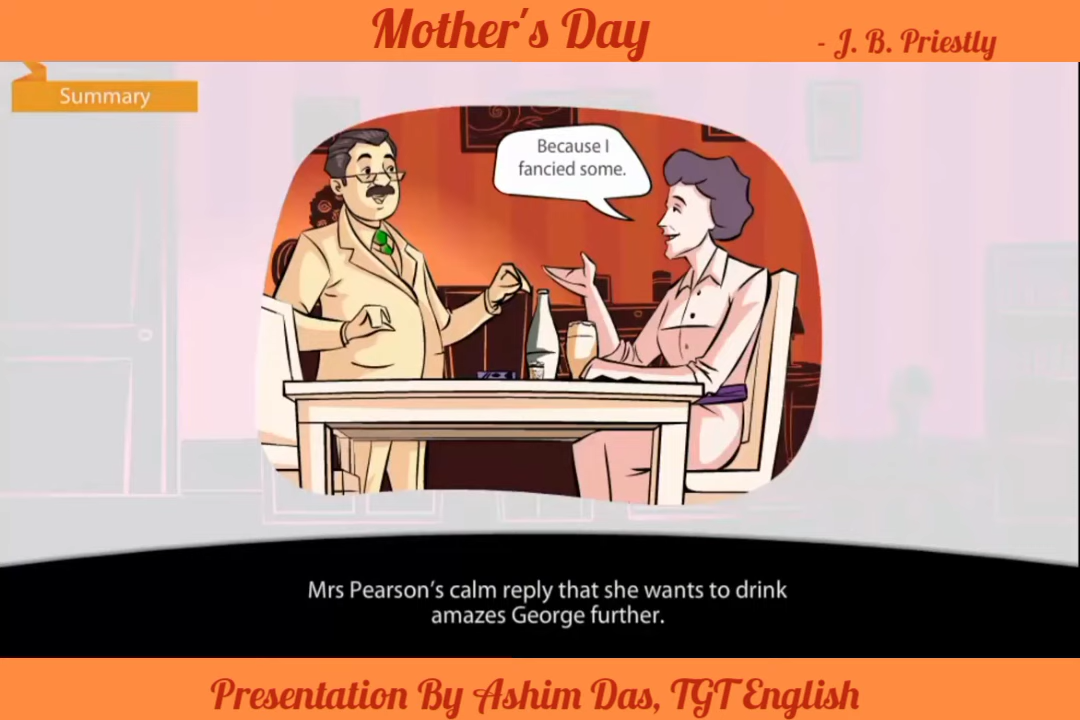 Mother's Day
- J. B. Priestly
Summary
Because I
fancied some.
Mrs Pearson's calm reply that she wants to drink
amazes George further.
Presentation By Ashim Das, TGT English